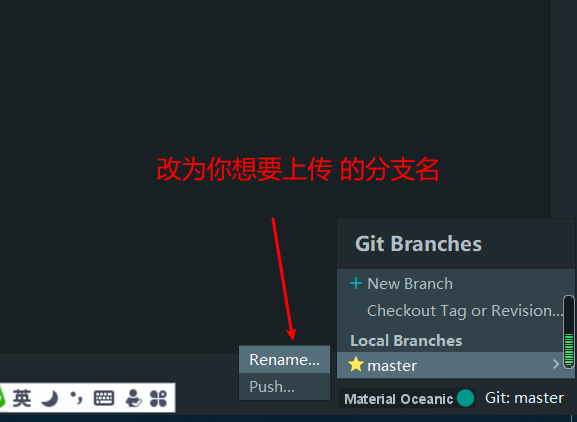 改为你想要上传 的分支名
Git Branches
+ New Branch
Checkout Tag or Revision...
Local Branches
Rename...
master
Push...
英
Material Oceanic
Git: master